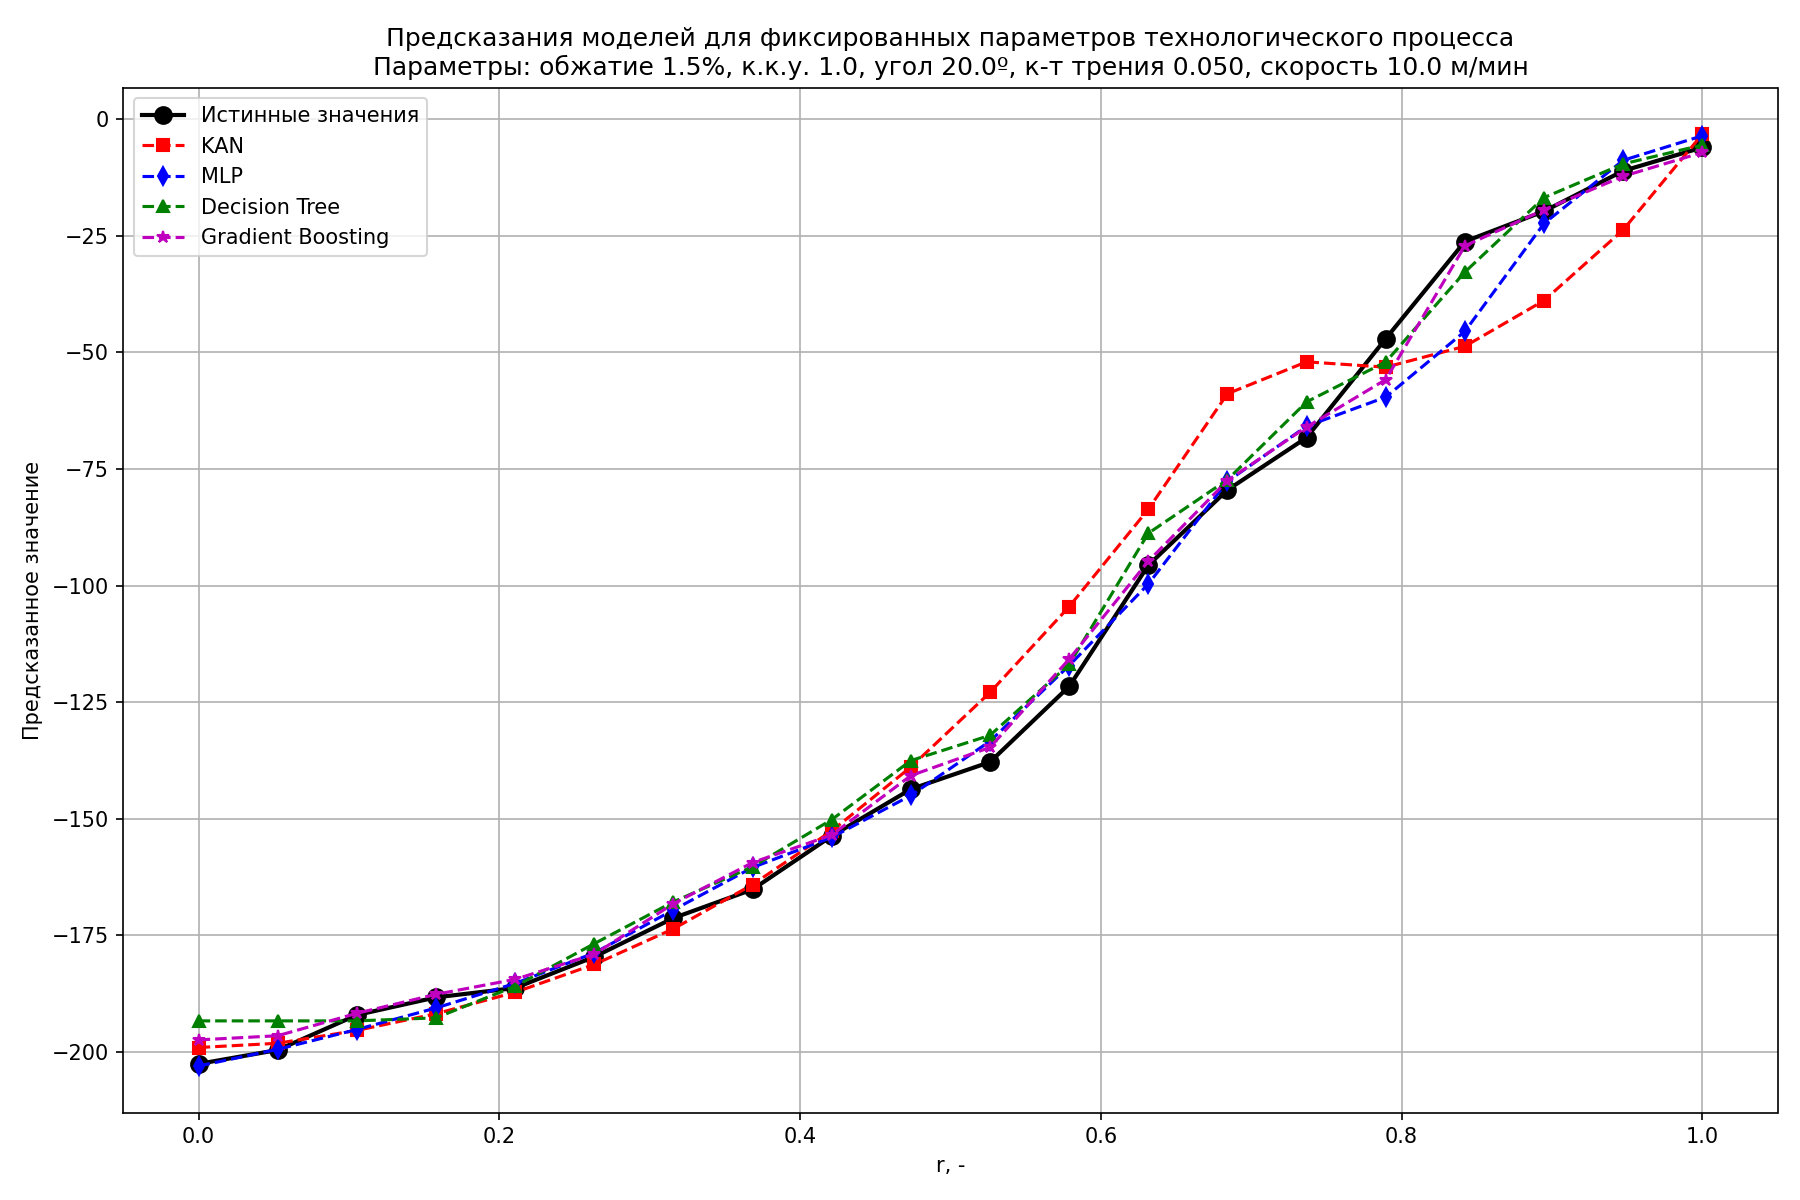 Предсказания моделей для фиксированных параметров технологического процесса
Параметры: обжатие 1.5%, к.к.у. 1.0, угол 20.0º, к-т трения 0.050, скорость 10.0 м/мин
Истинные значения
KAN
MLP
Decision Tree
Gradient Boosting
Предсказанное значение
0
−25
−50
−75
−100
−125
−150
−175
−200
0.0 0.2 0.4 0.6 0.8 1.0
r, -